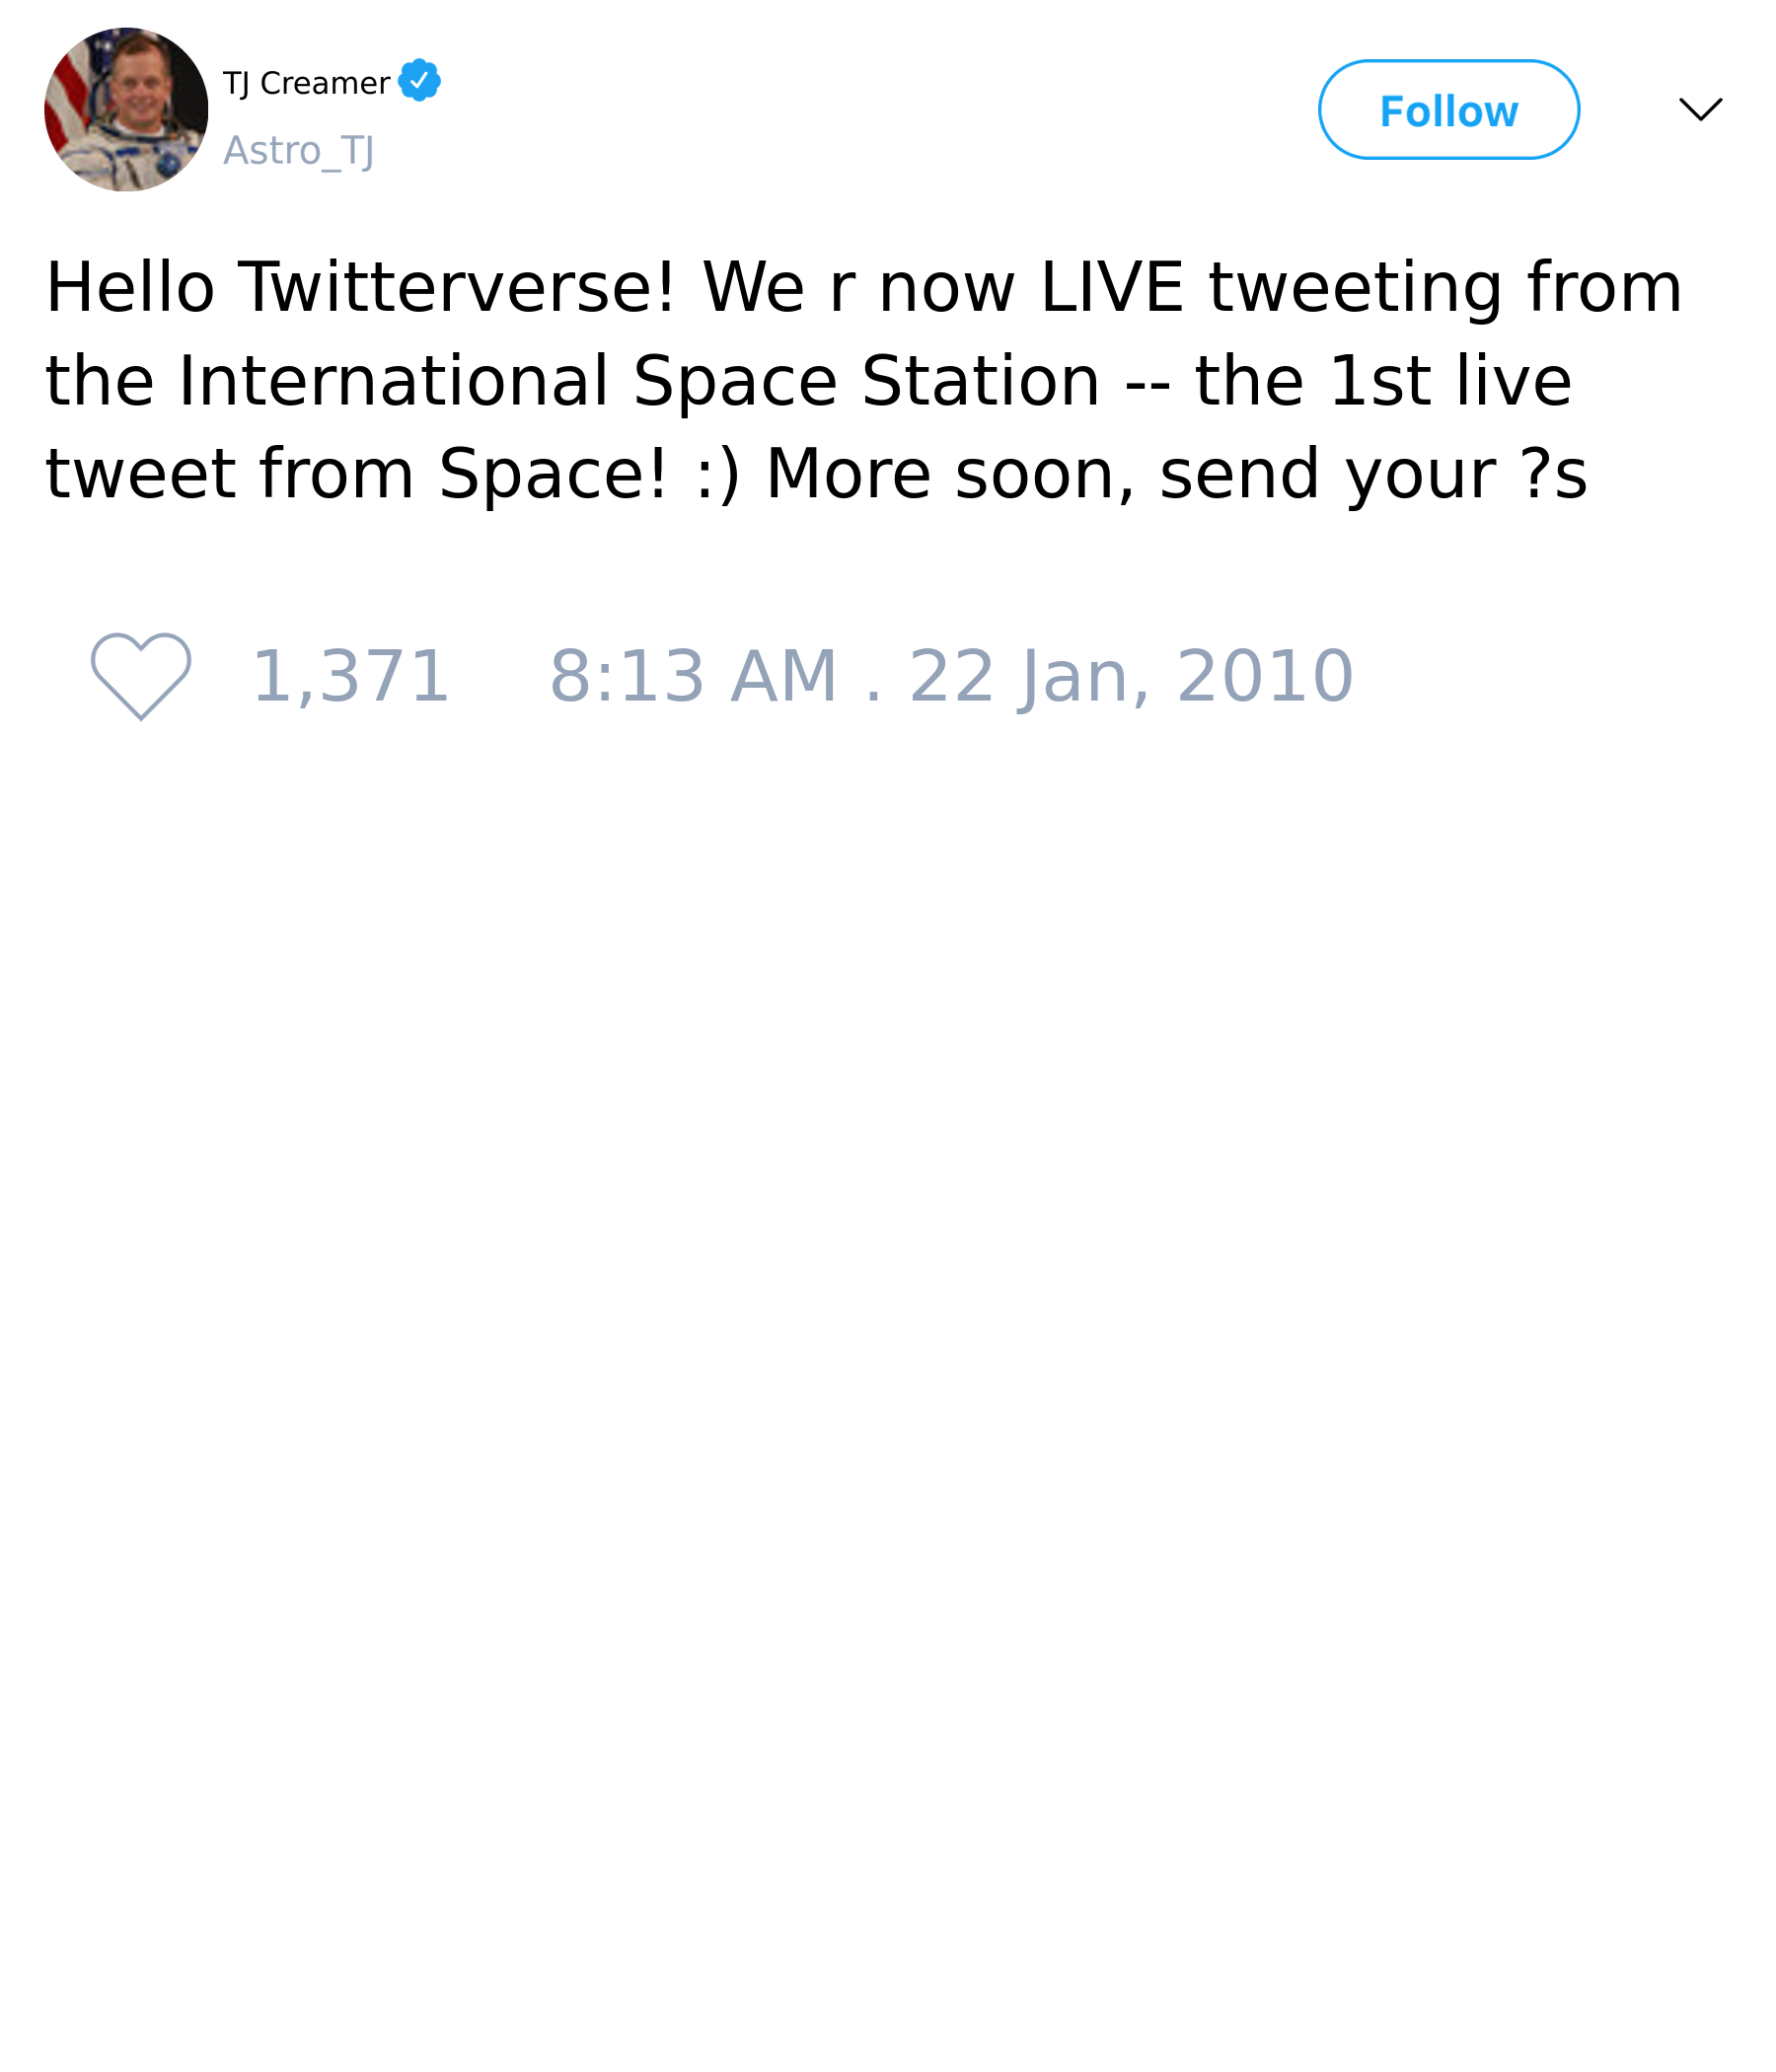 TJ Creamer
Astro_TJ
Follow
Hello Twitterverse! We r now LIVE tweeting from
the International Space Station -- the 1st live
tweet from Space! :) More soon, send your ?s
1,371 8:13 AM . 22 Jan, 2010